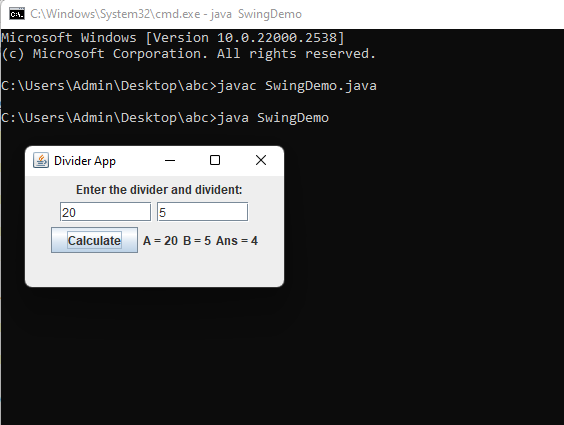 C:\Windows\System32\cmd.exe - java  SwingDemo
Microsoft Windows [Version 10.0.22000.2538]
(c) Microsoft Corporation. All rights reserved.
C:\Users\Admin\Desktop\abc>javac SwingDemo.java
C:\Users\Admin\Desktop\abc>java SwingDemo
Divider App
Enter the divider and divident:
20 5
Calculate A = 20 B = 5 Ans = 4